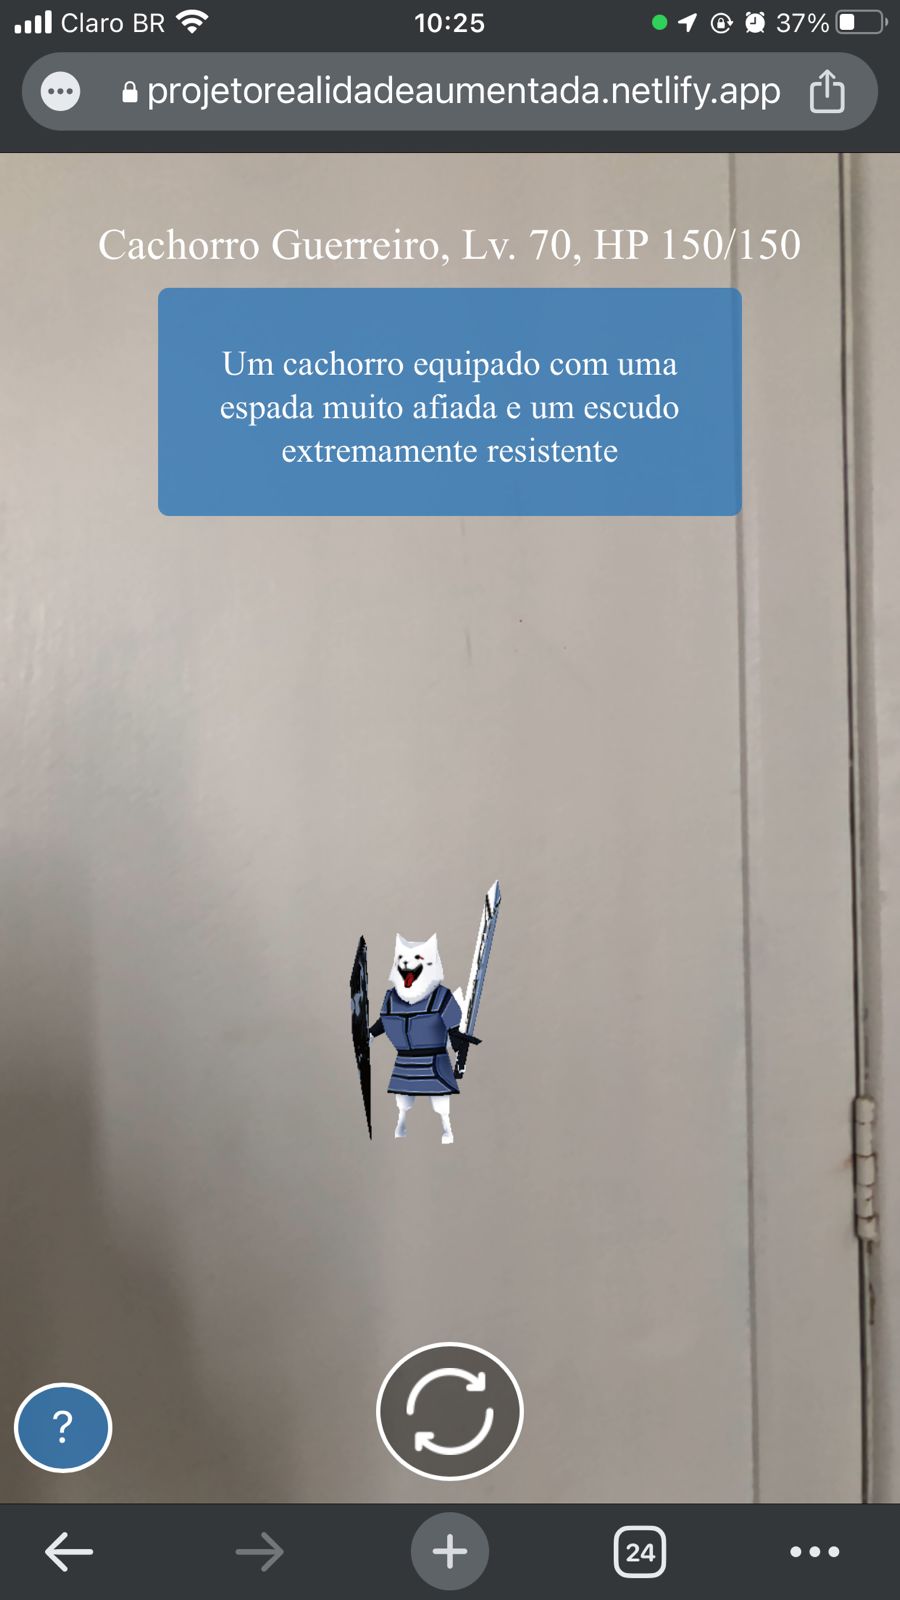 Claro BR 10:25 37%
projetorealidadeaumentada.netlify.app
Cachorro Guerreiro, Lv. 70, HP 150/150
Um cachorro equipado com uma
espada muito afiada e um escudo
extremamente resistente
?
24